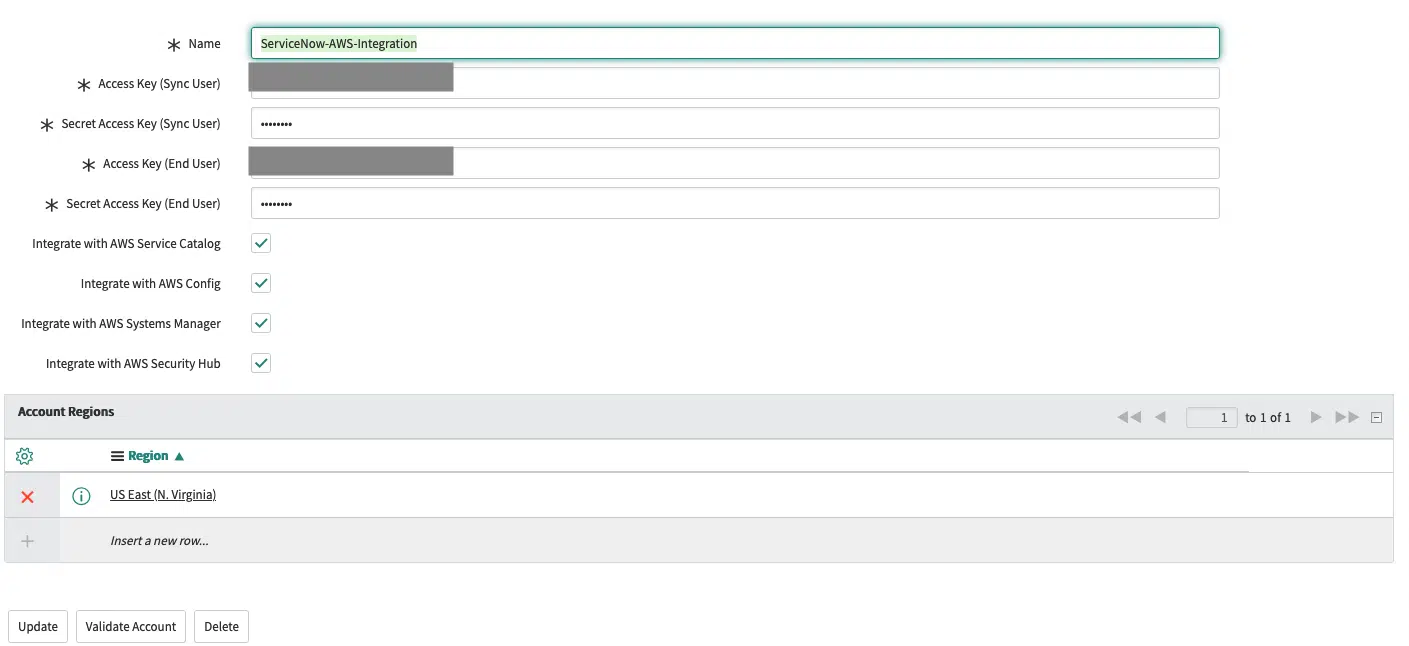 Name ServiceNow-AWS-Integration
Access Key (Sync User)
Secret Access Key (Sync User) ••••••••
Access Key (End User)
Secret Access Key (End User) ••••••••
Integrate with AWS Service Catalog
Integrate with AWS Config
Integrate with AWS Systems Manager
Integrate with AWS Security Hub
Account Regions 1 to 1 of 1
Region
US East (N. Virginia)
Insert a new row...
Update Validate Account Delete